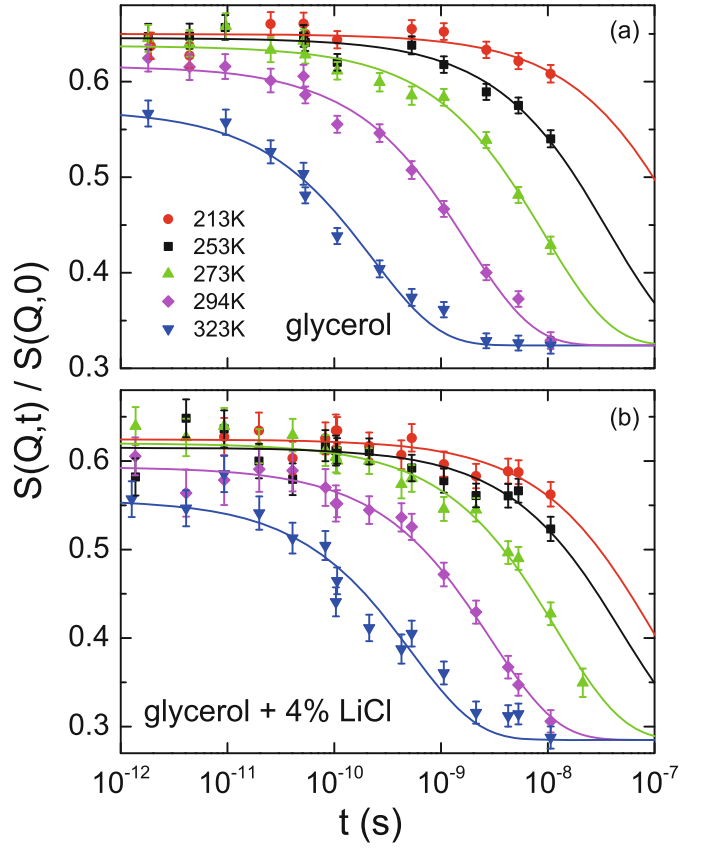 (a)
0.6
0.5
0.4
0.3
213K
253K
273K
294K
323K
glycerol
S(Q,t) / S(Q,0)
(b)
0.6
0.5
0.4
0.3
glycerol + 4% LiCl
10⁻¹² 10⁻¹¹ 10⁻¹⁰ 10⁻⁹ 10⁻⁸ 10⁻⁷
t (s)